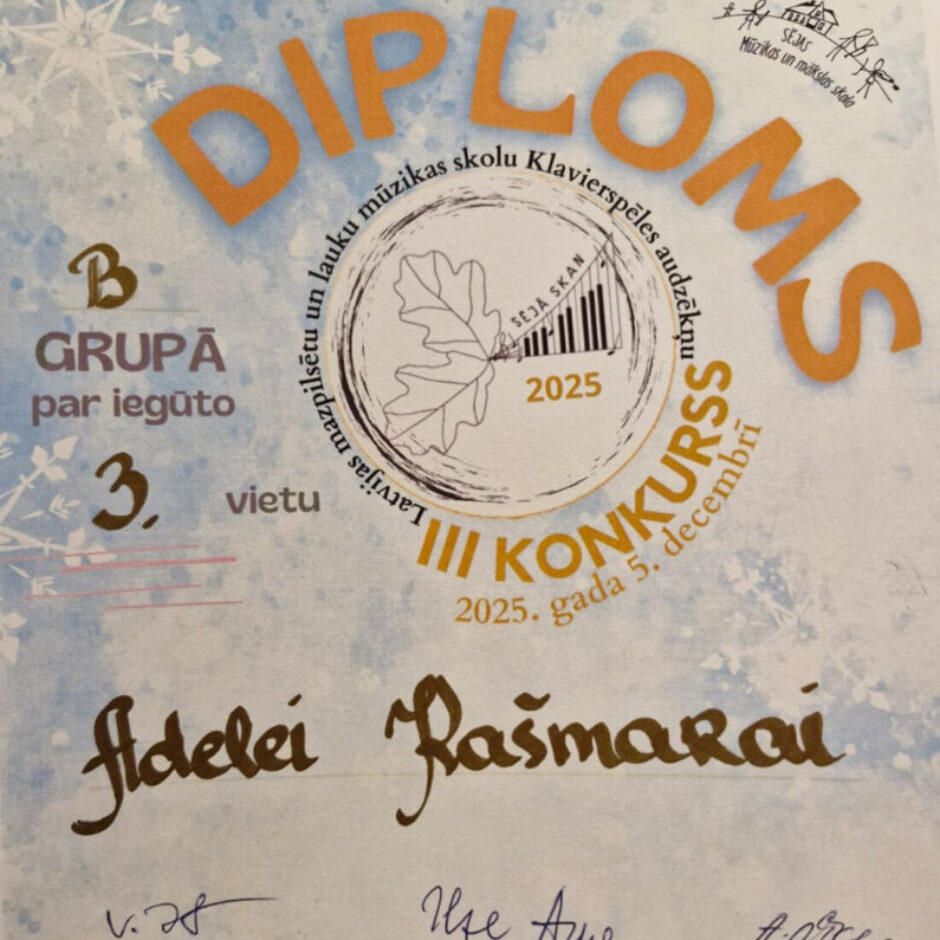 DIPLOMS
SĒJAS
Mūzikas un mākslas skola
Latvijas mazpilsētu un lauku mūzikas skolu Klavierspēles audzēkņu
SĒJA SKAN
2025
III KONKURSS
2025. gada 5. decembrī
B
GRUPĀ
par iegūto
3. vietu
Adelei Kašmarai